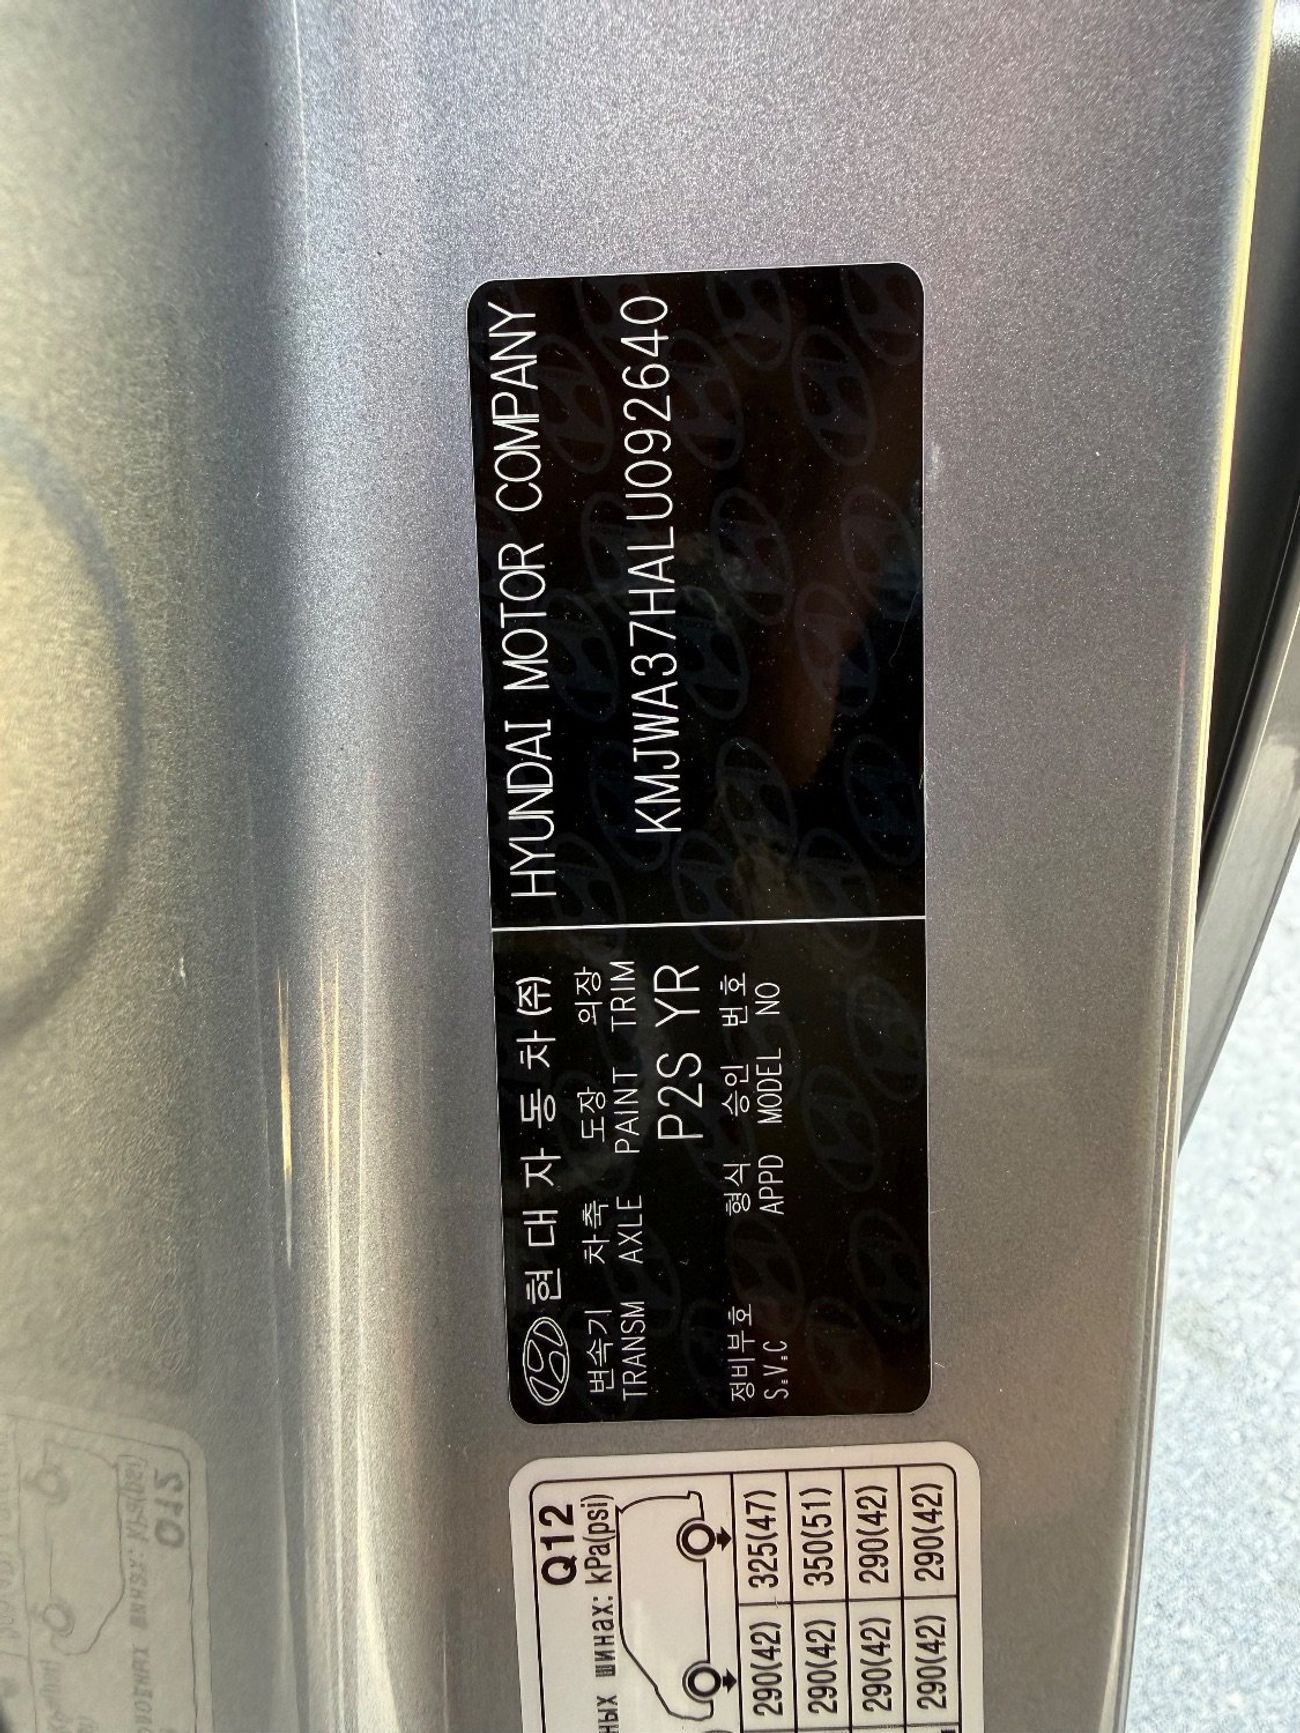 현 대 자 동 차 (주)
변속기 차축 도장 의장
TRANSM AXLE PAINT TRIM
P2S YR
정비부호 형식 승인 번호
S.V.C APPD MODEL NO
HYUNDAI MOTOR COMPANY
KMJWA37HALU092640
Q12
шинах: kPa(psi)
290(42) 325(47)
290(42) 350(51)
290(42) 290(42)
290(42) 290(42)